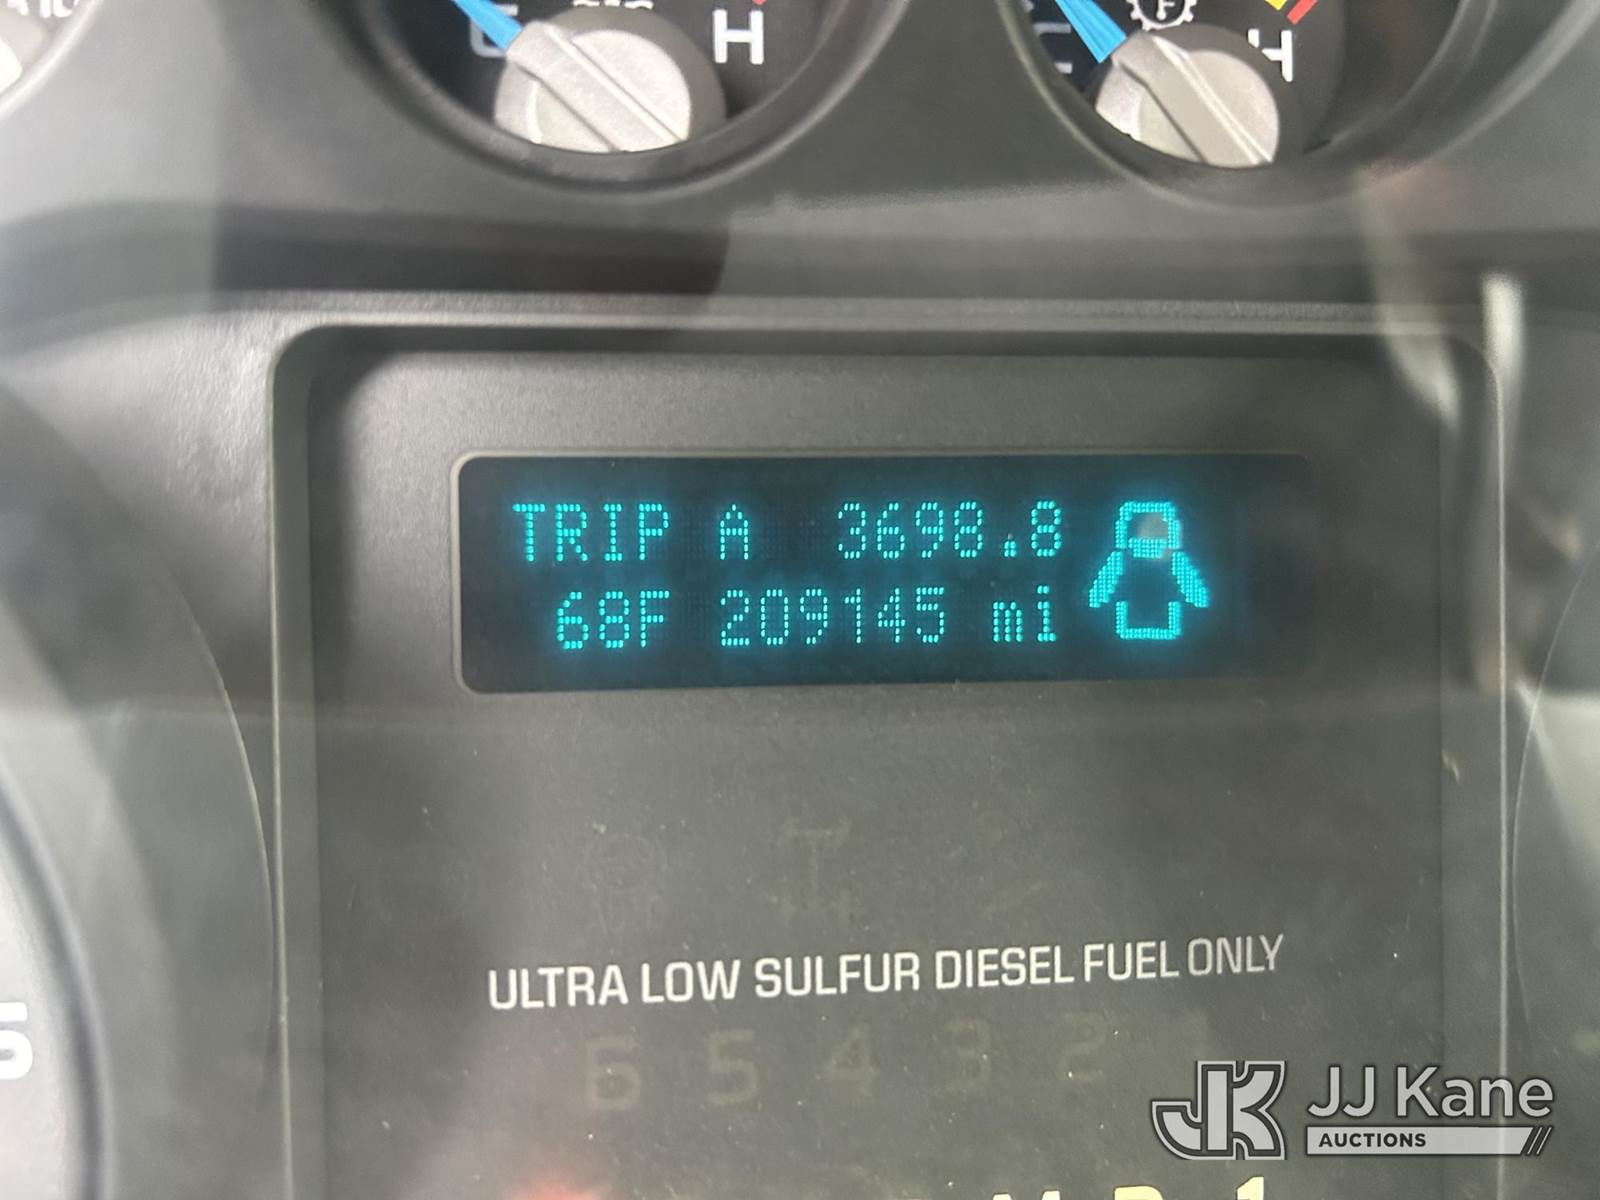 H
F
H
TRIP A 3698.8
68F 209145 mi
ULTRA LOW SULFUR DIESEL FUEL ONLY
6 5 4 3 2
5
JJ Kane
AUCTIONS